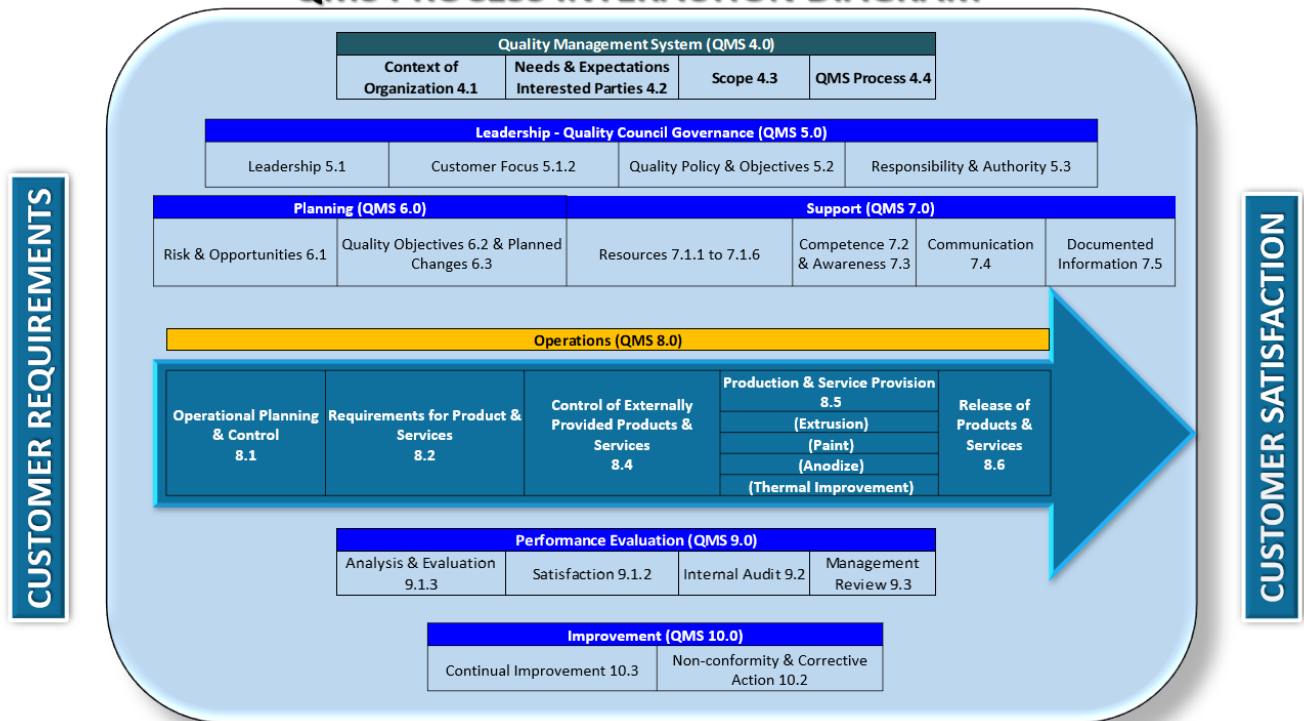 QMS PROCESS INTERACTION DIAGRAM
CUSTOMER REQUIREMENTS
Quality Management System (QMS 4.0)
Context of
Organization 4.1
Needs & Expectations
Interested Parties 4.2
Scope 4.3
QMS Process 4.4
Leadership - Quality Council Governance (QMS 5.0)
Leadership 5.1
Customer Focus 5.1.2
Quality Policy & Objectives 5.2
Responsibility & Authority 5.3
Planning (QMS 6.0)
Risk & Opportunities 6.1
Quality Objectives 6.2 & Planned
Changes 6.3
Support (QMS 7.0)
Resources 7.1.1 to 7.1.6
Competence 7.2
& Awareness 7.3
Communication
7.4
Documented
Information 7.5
Operations (QMS 8.0)
Operational Planning
& Control
8.1
Requirements for Product &
Services
8.2
Control of Externally
Provided Products &
Services
8.4
Production & Service Provision
8.5
(Extrusion)
(Paint)
(Anodize)
(Thermal Improvement)
Release of
Products &
Services
8.6
Performance Evaluation (QMS 9.0)
Analysis & Evaluation
9.1.3
Satisfaction 9.1.2
Internal Audit 9.2
Management
Review 9.3
Improvement (QMS 10.0)
Continual Improvement 10.3
Non-conformity & Corrective
Action 10.2
CUSTOMER SATISFACTION